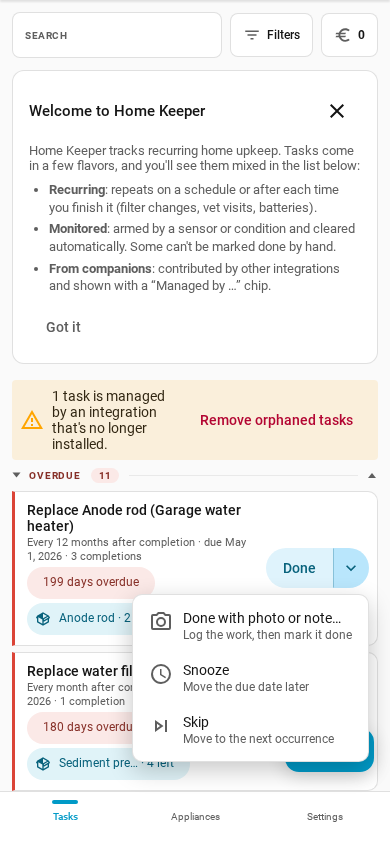 SEARCH
Filters
€ 0
Welcome to Home Keeper
Home Keeper tracks recurring home upkeep. Tasks come
in a few flavors, and you'll see them mixed in the list below:
• Recurring: repeats on a schedule or after each time
you finish it (filter changes, vet visits, batteries).
• Monitored: armed by a sensor or condition and cleared
automatically. Some can't be marked done by hand.
• From companions: contributed by other integrations
and shown with a “Managed by …” chip.
Got it
1 task is managed
by an integration
that's no longer
installed.
Remove orphaned tasks
OVERDUE 11
Replace Anode rod (Garage water
heater)
Every 12 months after completion · due May
1, 2026 · 3 completions
Done
199 days overdue
Anode rod · 2
Done with photo or note…
Log the work, then mark it done
Snooze
Move the due date later
Skip
Move to the next occurrence
Replace water fil
Every month after co
2026 · 1 completion
180 days overdu
Sediment pre… · 4 left
Tasks
Appliances
Settings